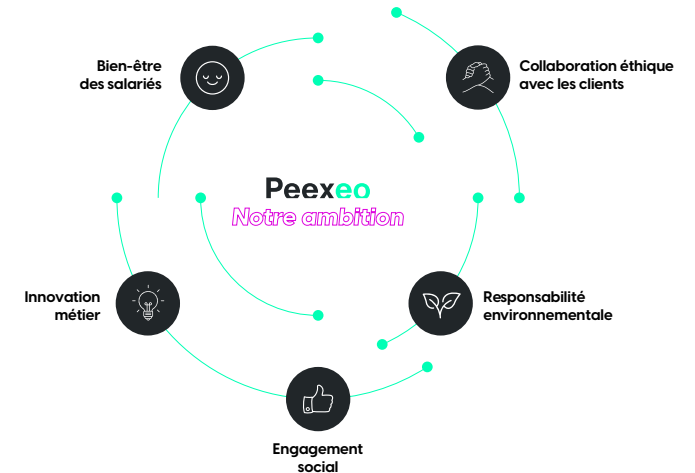 Bien-être
des salariés
Collaboration éthique
avec les clients
Peexeo
Notre ambition
Innovation
métier
Responsabilité
environnementale
Engagement
social